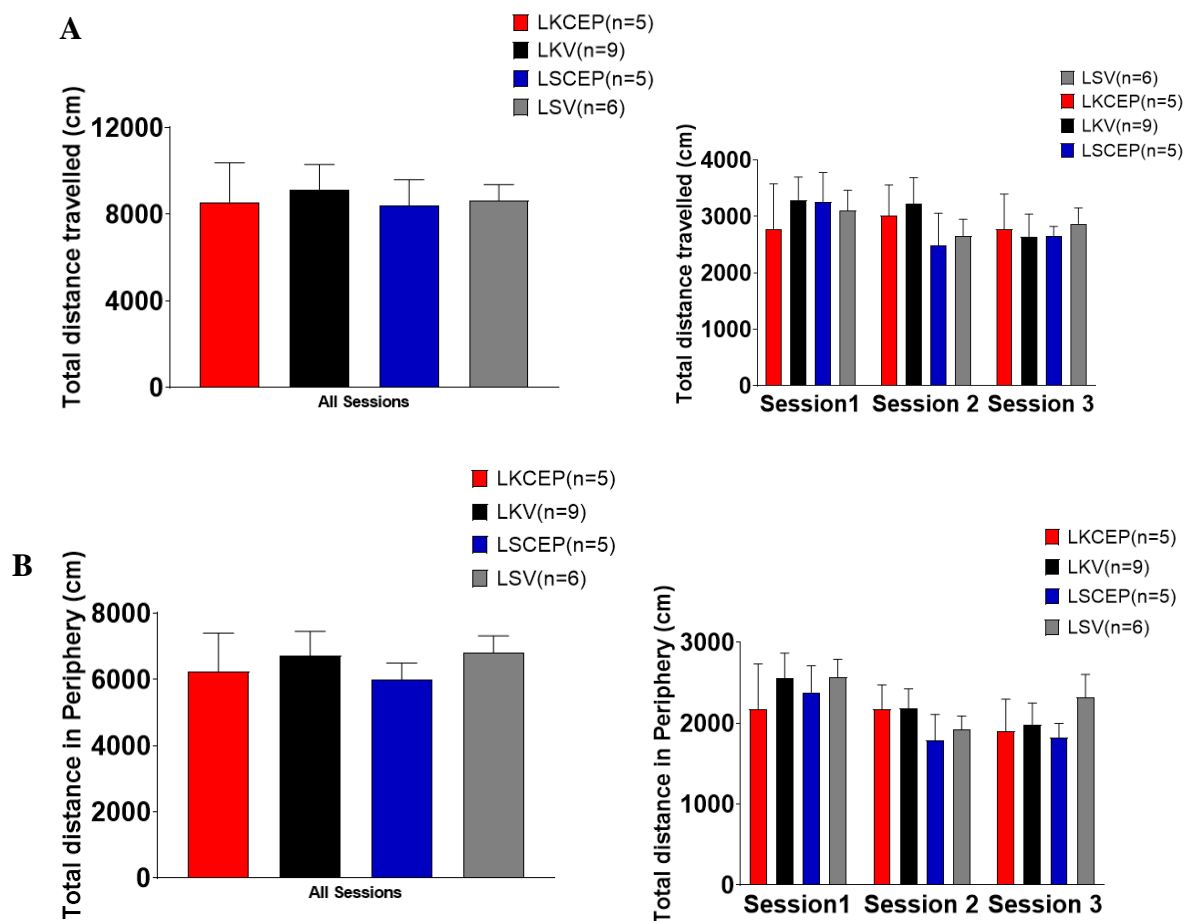 A
LKCEP(n=5)
LKV(n=9)
LSCEP(n=5)
LSV(n=6)
Total distance travelled (cm)
12000
8000
4000
0
All Sessions
LSV(n=6)
LKCEP(n=5)
LKV(n=9)
LSCEP(n=5)
Total distance travelled (cm)
4000
3000
2000
1000
0
Session1 Session 2 Session 3
B
LKCEP(n=5)
LKV(n=9)
LSCEP(n=5)
LSV(n=6)
Total distance in Periphery (cm)
8000
6000
4000
2000
0
All Sessions
LKCEP(n=5)
LKV(n=9)
LSCEP(n=5)
LSV(n=6)
Total distance in Periphery (cm)
3000
2000
1000
0
Session1 Session 2 Session 3